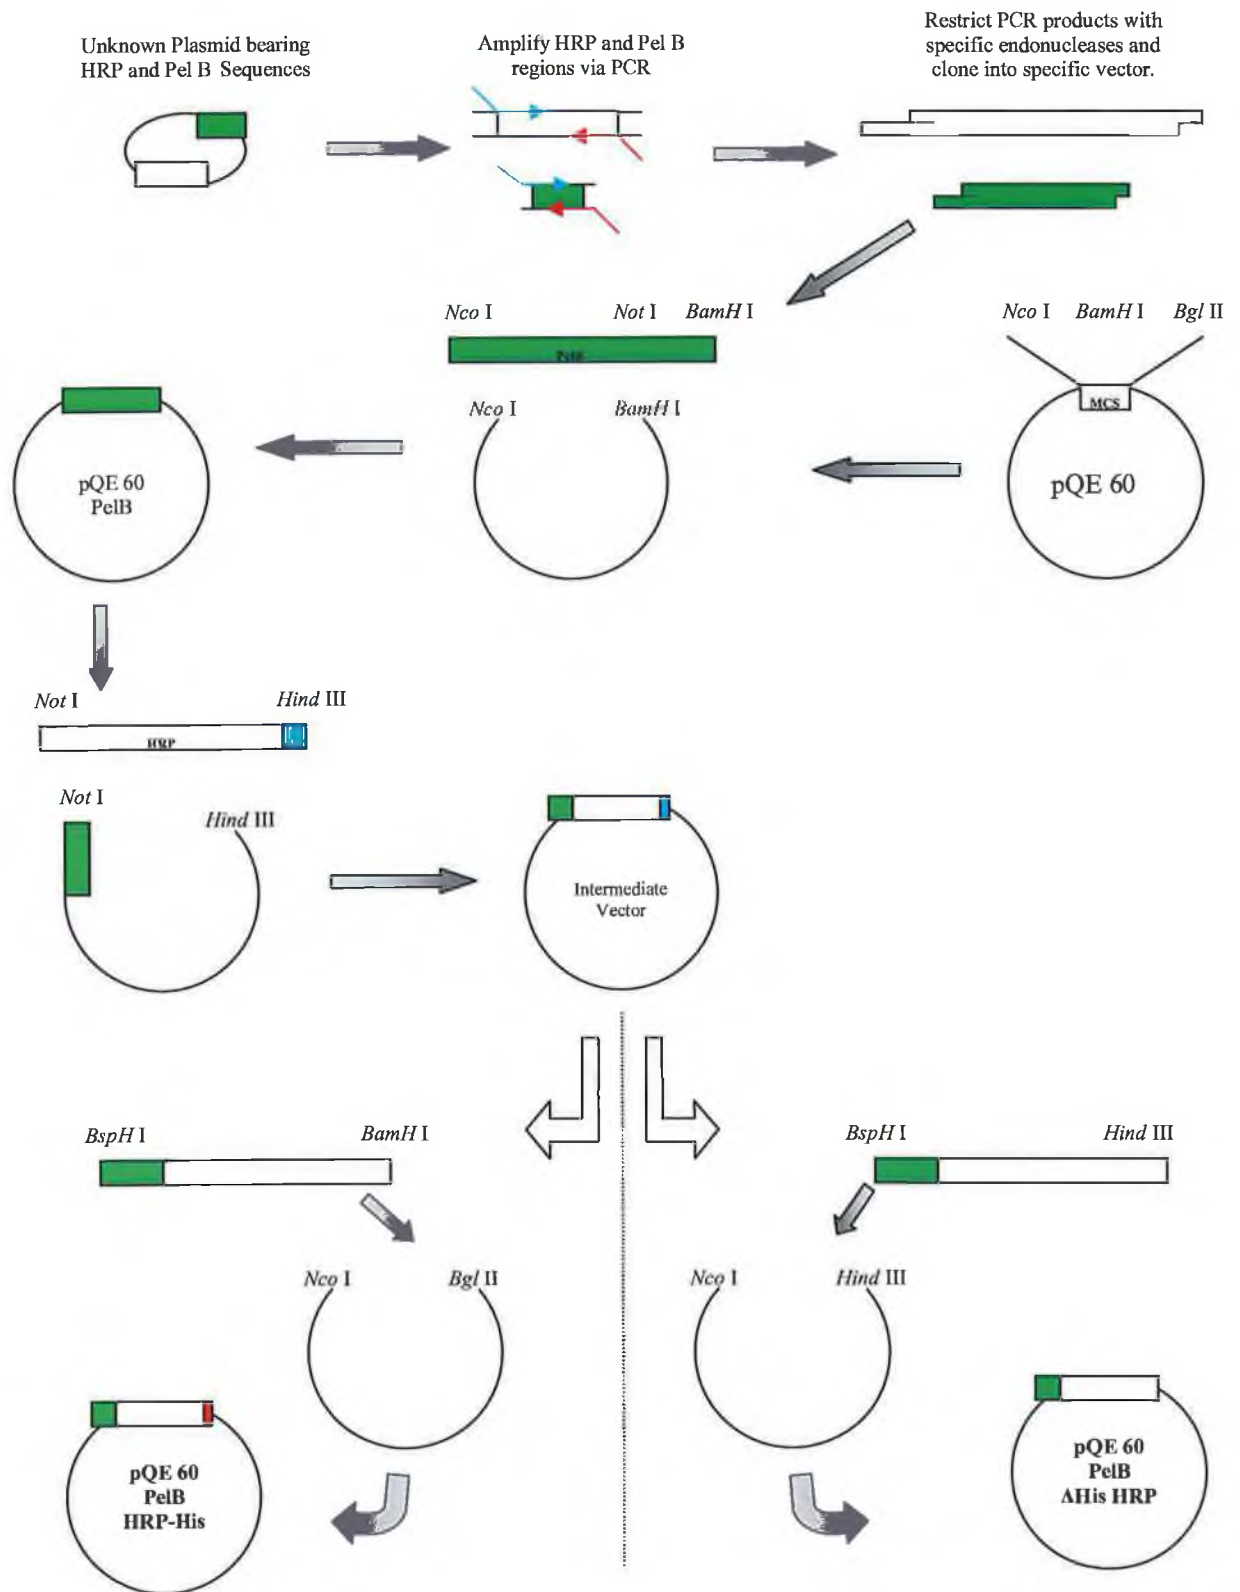 Unknown Plasmid bearing
HRP and Pel B Sequences
Amplify HRP and Pel B
regions via PCR
Restrict PCR products with
specific endonucleases and
clone into specific vector.
Nco I
Not I
BamH I
PelB
Nco I
BamH I
Nco I
BamH I
Bgl II
MCS
pQE 60
pQE 60
PelB
Not I
Hind III
HRP
Not I
Hind III
Intermediate
Vector
BspH I
BamH I
BspH I
Hind III
Nco I
Bgl II
Nco I
Hind III
pQE 60
PelB
HRP-His
pQE 60
PelB
ΔHis HRP